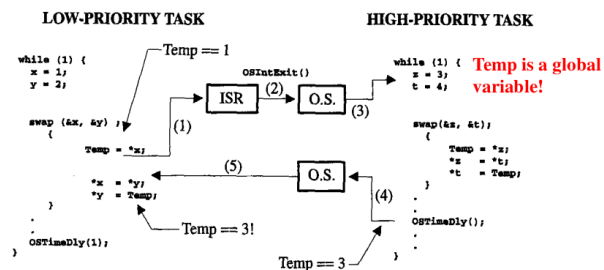 LOW-PRIORITY TASK
HIGH-PRIORITY TASK
Temp == 1
while (1) {
x = 1;
y = 2;
OSIntExit()
while (1) {
z = 3;
t = 4;
Temp is a global
variable!
ISR
(2)
O.S.
(3)
(1)
swap (&x, &y) ;
{
Temp = *x;
swap(&z, &t);
{
Temp = *z;
*z = *t;
*t = Temp;
}
(5)
O.S.
(4)
*x = *y;
*y = Temp;
}
.
.
OSTimeDly(1);
}
Temp == 3!
.
.
OSTimeDly();
.
.
}
Temp == 3